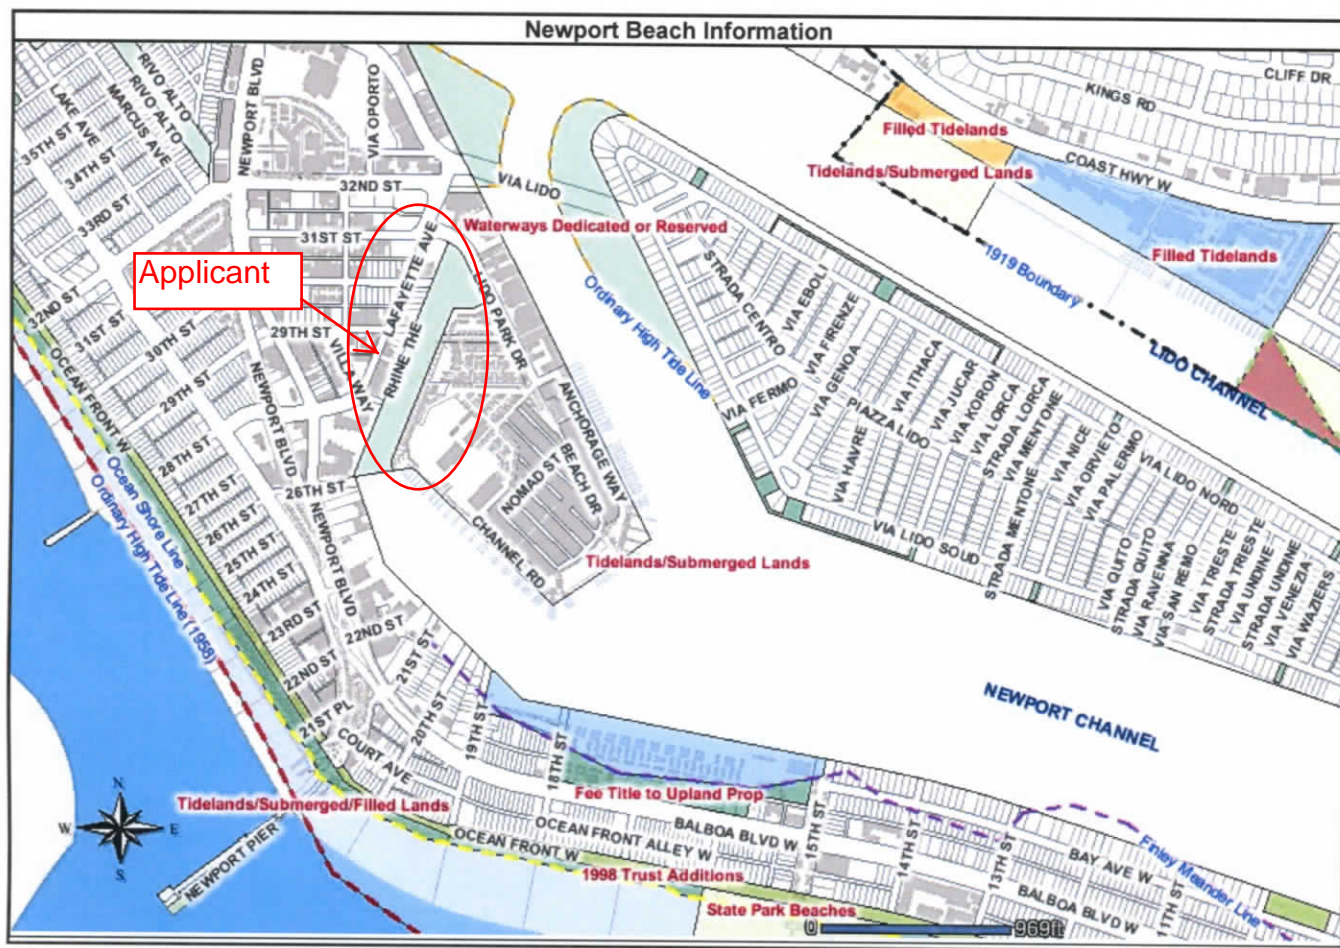 Newport Beach Information
RIVO ALTO
RIVO ALTO
MARCUS AVE
LAKE AVE
35TH ST
34TH ST
33RD ST
NEWPORT BLVD
VIA OPORTO
32ND ST
31ST ST
VIA LIDO
Waterways Dedicated or Reserved
Applicant
LAFAYETTE AVE
RHINE THE
LIDO PARK DR
29TH ST
VILLA WAY
Filled Tidelands
Tidelands/Submerged Lands
KINGS RD
CLIFF DR
COAST HWY W
Filled Tidelands
1919 Boundary
LIDO CHANNEL
Ordinary High Tide Line
STRADA CENTRO
VIA EBOLI
VIA FIRENZE
VIA GENOA
VIA FERMO
VIA ITHACA
PIAZZA LIDO
VIA HAVRE
VIA JUCAR
VIA KORON
VIA LORCA
STRADA LORCA
VIA MENTONE
STRADA MENTONE
VIA NICE
VIA ORVIETO
VIA PALERMO
VIA LIDO NORD
VIA LIDO SOUD
VIA QUITO
STRADA QUITO
VIA RAVENNA
VIA SAN REMO
VIA TRIESTE
STRADA TRIESTE
VIA UNDINE
STRADA UNDINE
VIA VENEZIA
VIA WAZIERS
32ND ST
31ST ST
30TH ST
29TH ST
28TH ST
27TH ST
26TH ST
25TH ST
24TH ST
23RD ST
22ND ST
21ST PL
OCEAN FRONT W
NEWPORT BLVD
26TH ST
NEWPORT BLVD
22ND ST
21ST ST
20TH ST
19TH ST
18TH ST
COURT AVE
ANCHORAGE WAY
BEACH DR
NOMAD ST
CHANNEL RD
Tidelands/Submerged Lands
Ocean Shore Line
Ordinary High Tide Line (1958)
NEWPORT CHANNEL
Fee Title to Upland Prop
Tidelands/Submerged/Filled Lands
BALBOA BLVD W
OCEAN FRONT ALLEY W
OCEAN FRONT W
1998 Trust Additions
State Park Beaches
15TH ST
14TH ST
13TH ST
11TH ST
BAY AVE W
BALBOA BLVD W
Finley Meander Line
NEWPORT PIER
N
W
E
S
0
969ft